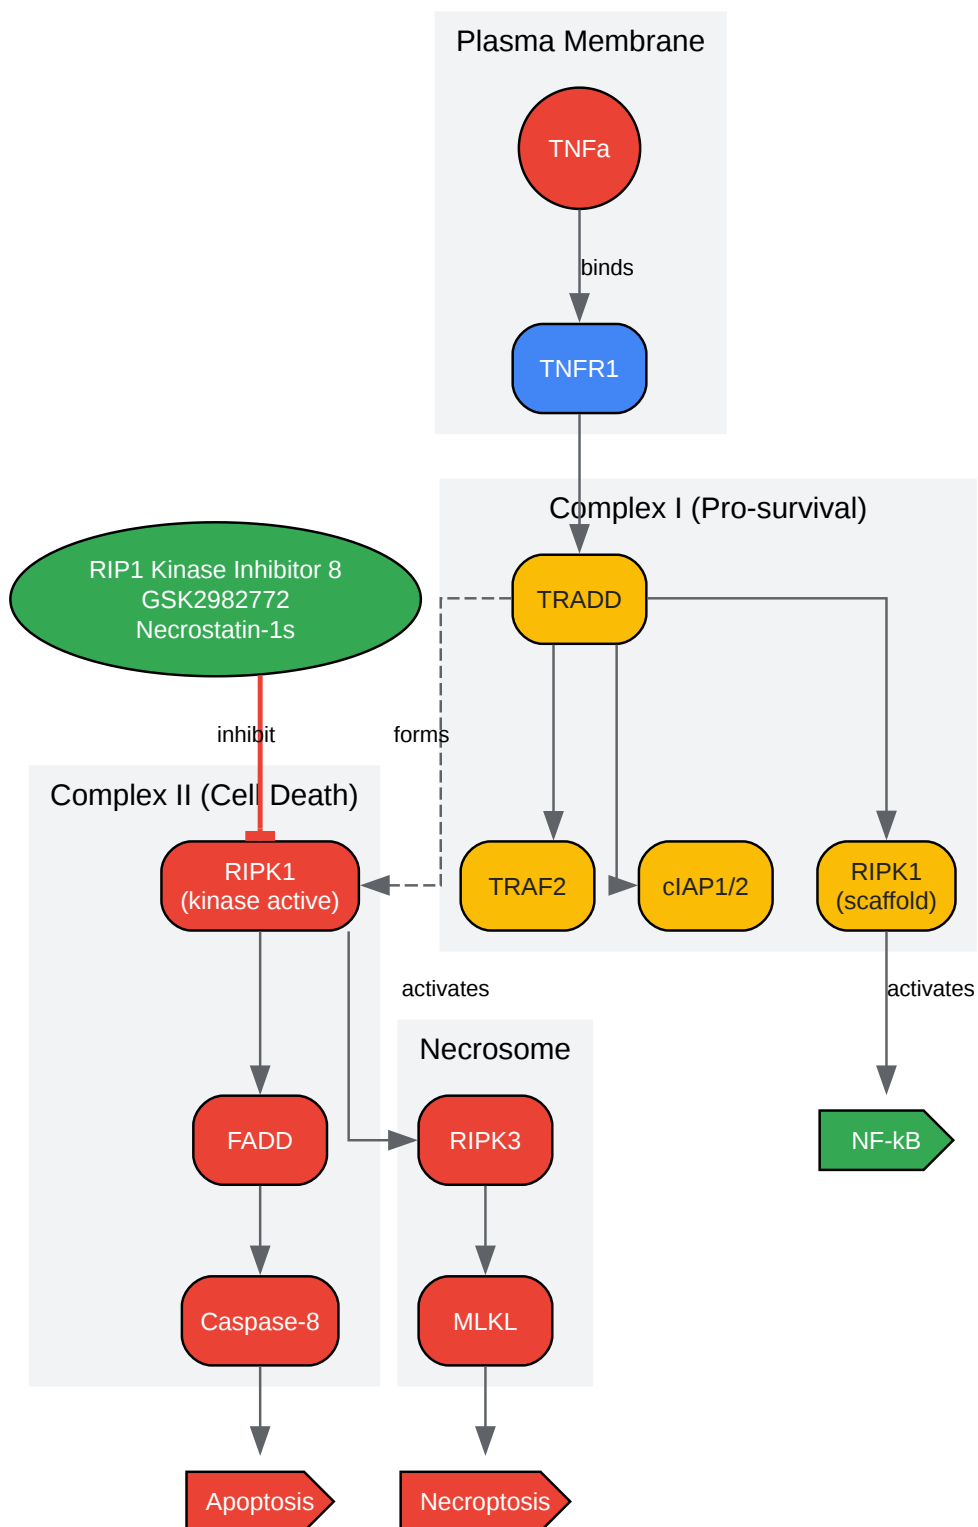 Plasma Membrane
TNFa
binds
TNFR1
Complex I (Pro-survival)
RIP1 Kinase Inhibitor 8
GSK2982772
Necrostatin-1s
TRADD
inhibit
forms
Complex II (Cell Death)
RIPK1
(kinase active)
TRAF2
cIAP1/2
RIPK1
(scaffold)
activates
activates
Necrosome
FADD
RIPK3
NF-kB
Caspase-8
MLKL
Apoptosis
Necroptosis